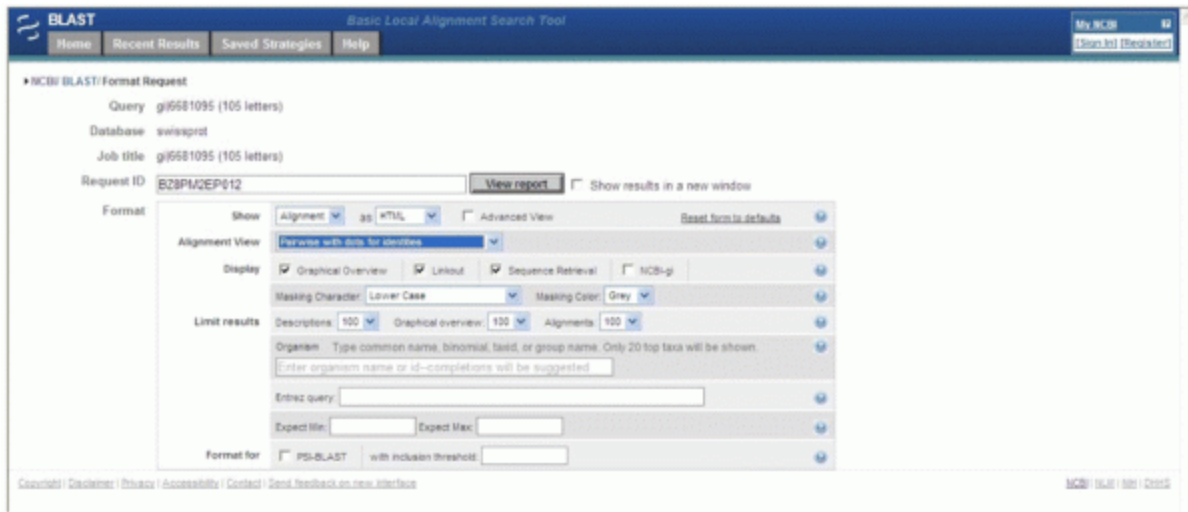 BLAST Basic Local Alignment Search Tool My NCBI
Home Recent Results Saved Strategies Help [Sign In] [Register]
NCBI/ BLAST/ Format Request
Query gi|6681095 (105 letters)
Database swissprot
Job title gi|6681095 (105 letters)
Request ID BZ8PM2EP012 View report Show results in a new window
Format Show Alignment as HTML Advanced View Reset form to defaults
Alignment View Pairwise with dots for identities
Display Graphical Overview Linkout Sequence Retrieval NCBI-gi
Masking Character: Lower Case Masking Color: Grey
Limit results Descriptions: 100 Graphical overview: 100 Alignments: 100
Organism Type common name, binomial, taxid, or group name. Only 20 top taxa will be shown.
Enter organism name or id--completions will be suggested
Entrez query:
Expect Min: Expect Max:
Format for PSI-BLAST with inclusion threshold:
Copyright | Disclaimer | Privacy | Accessibility | Contact | Send feedback on new interface NCBI | NLM | NIH | DHHS